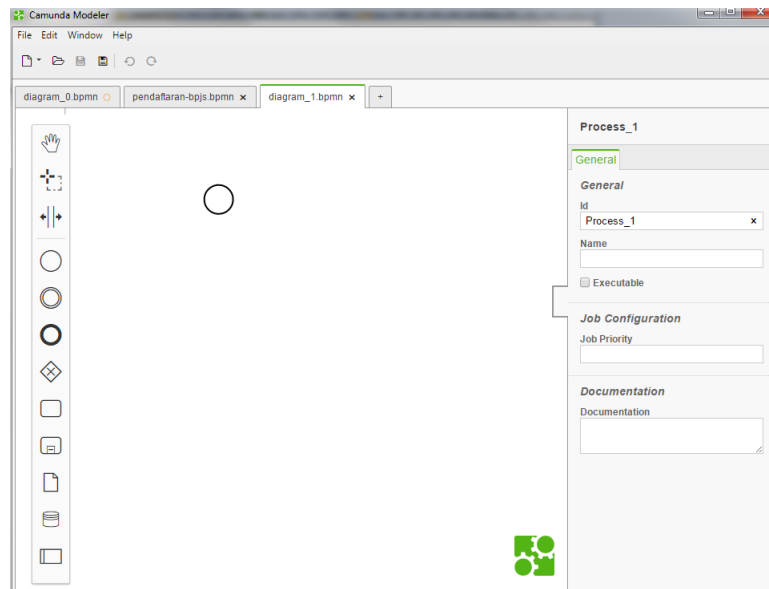 Camunda Modeler
File Edit Window Help
diagram_0.bpmn pendaftaran-bpjs.bpmn × diagram_1.bpmn × +
Process_1
General
General
Id
Process_1 ×
Name
Executable
Job Configuration
Job Priority
Documentation
Documentation